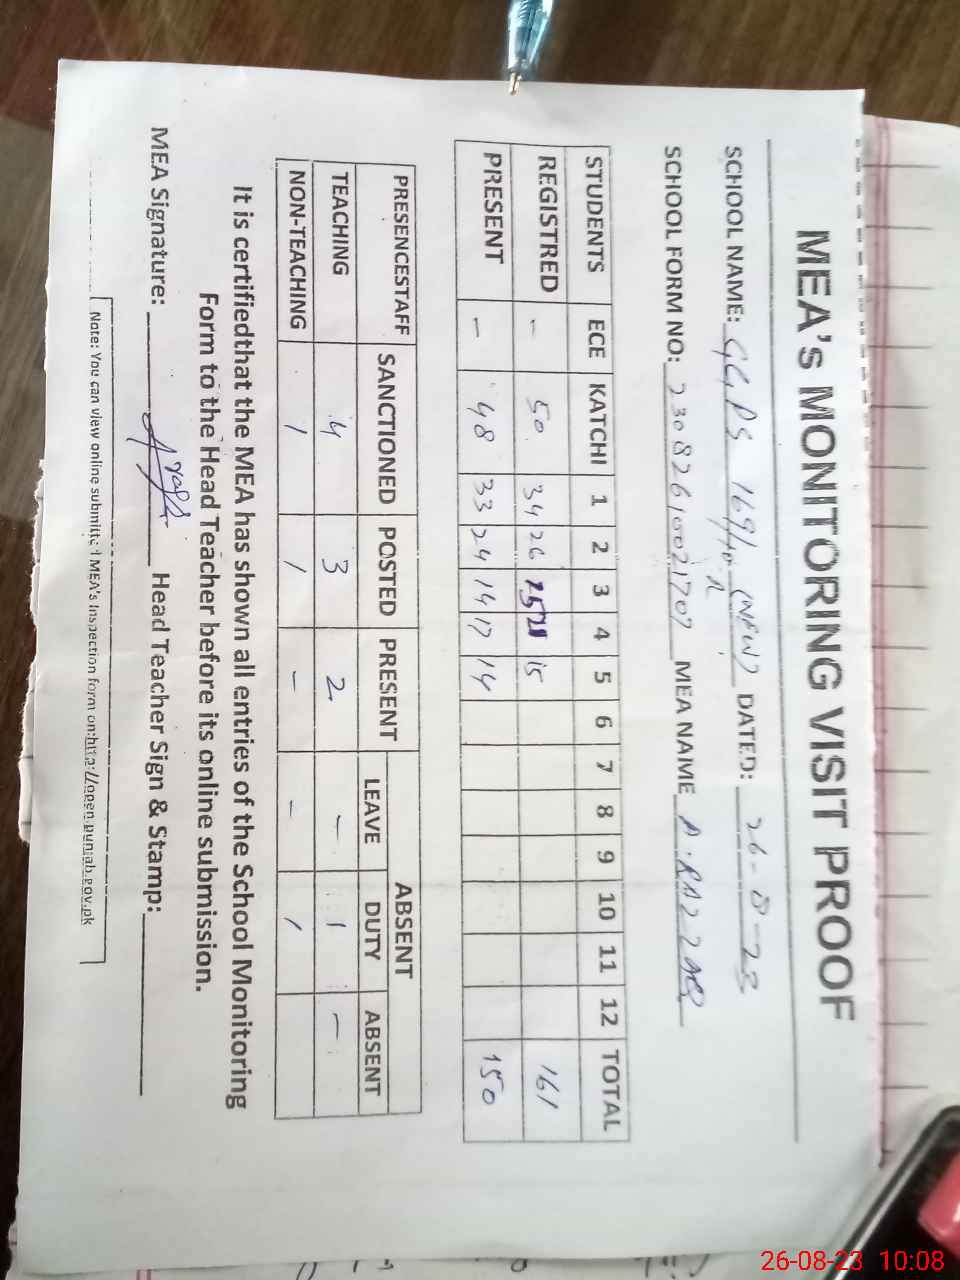 MEA's MONITORING VISIT PROOF
SCHOOL NAME: GGPS 169/10-R (NEW) DATED: 26-8-23
SCHOOL FORM NO: 23082610021707 MEA NAME A.RAZZAQ
STUDENTS ECE KATCHI 1 2 3 4 5 6 7 8 9 10 11 12 TOTAL
REGISTRED - 50 34 26 15 21 15 161
PRESENT - 48 33 24 14 17 14 150
PRESENCESTAFF SANCTIONED POSTED PRESENT ABSENT
LEAVE DUTY ABSENT
TEACHING 4 3 2 - 1 -
NON-TEACHING 1 1 - - 1
It is certifiedthat the MEA has shown all entries of the School Monitoring
Form to the Head Teacher before its online submission.
MEA Signature: Head Teacher Sign & Stamp:
Note: You can view online submitted MEA's Inspection form on:http://open.punjab.gov.pk
26-08-23 10:08